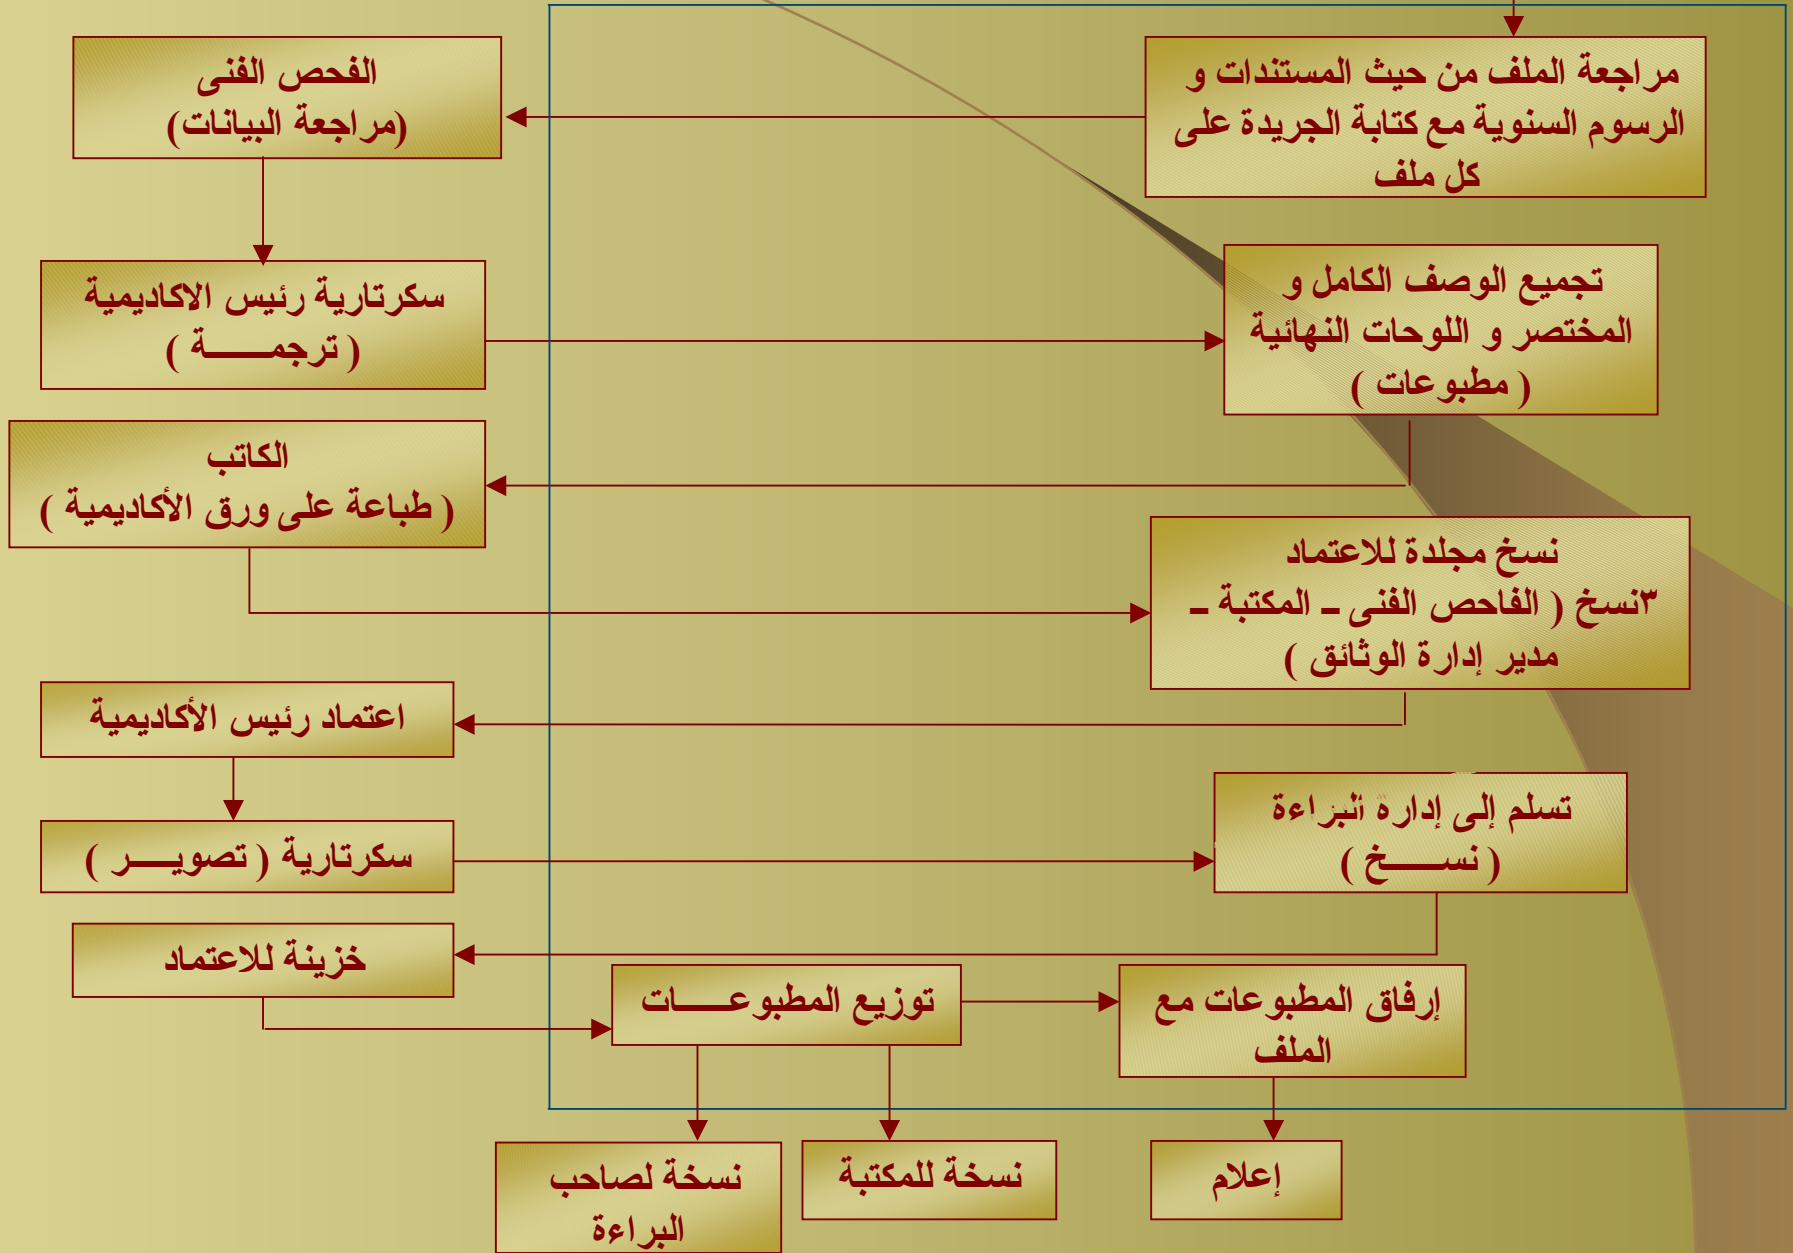 مراجعة الملف من حيث المستندات و
الرسوم السنوية مع كتابة الجريدة على
كل ملف
الفحص الفنى
(مراجعة البيانات)
سكرتارية رئيس الاكاديمية
( ترجمـــــة )
تجميع الوصف الكامل و
المختصر و اللوحات النهائية
( مطبوعات )
الكاتب
( طباعة على ورق الأكاديمية )
نسخ مجلدة للاعتماد
٣نسخ ( الفاحص الفنى – المكتبة –
مدير إدارة الوثائق )
اعتماد رئيس الأكاديمية
سكرتارية ( تصويـــر )
تسلم إلى إدارة البراءة
( نســـــخ )
خزينة للاعتماد
توزيع المطبوعـــــات
إرفاق المطبوعات مع
الملف
نسخة لصاحب
البراءة
نسخة للمكتبة
إعلام